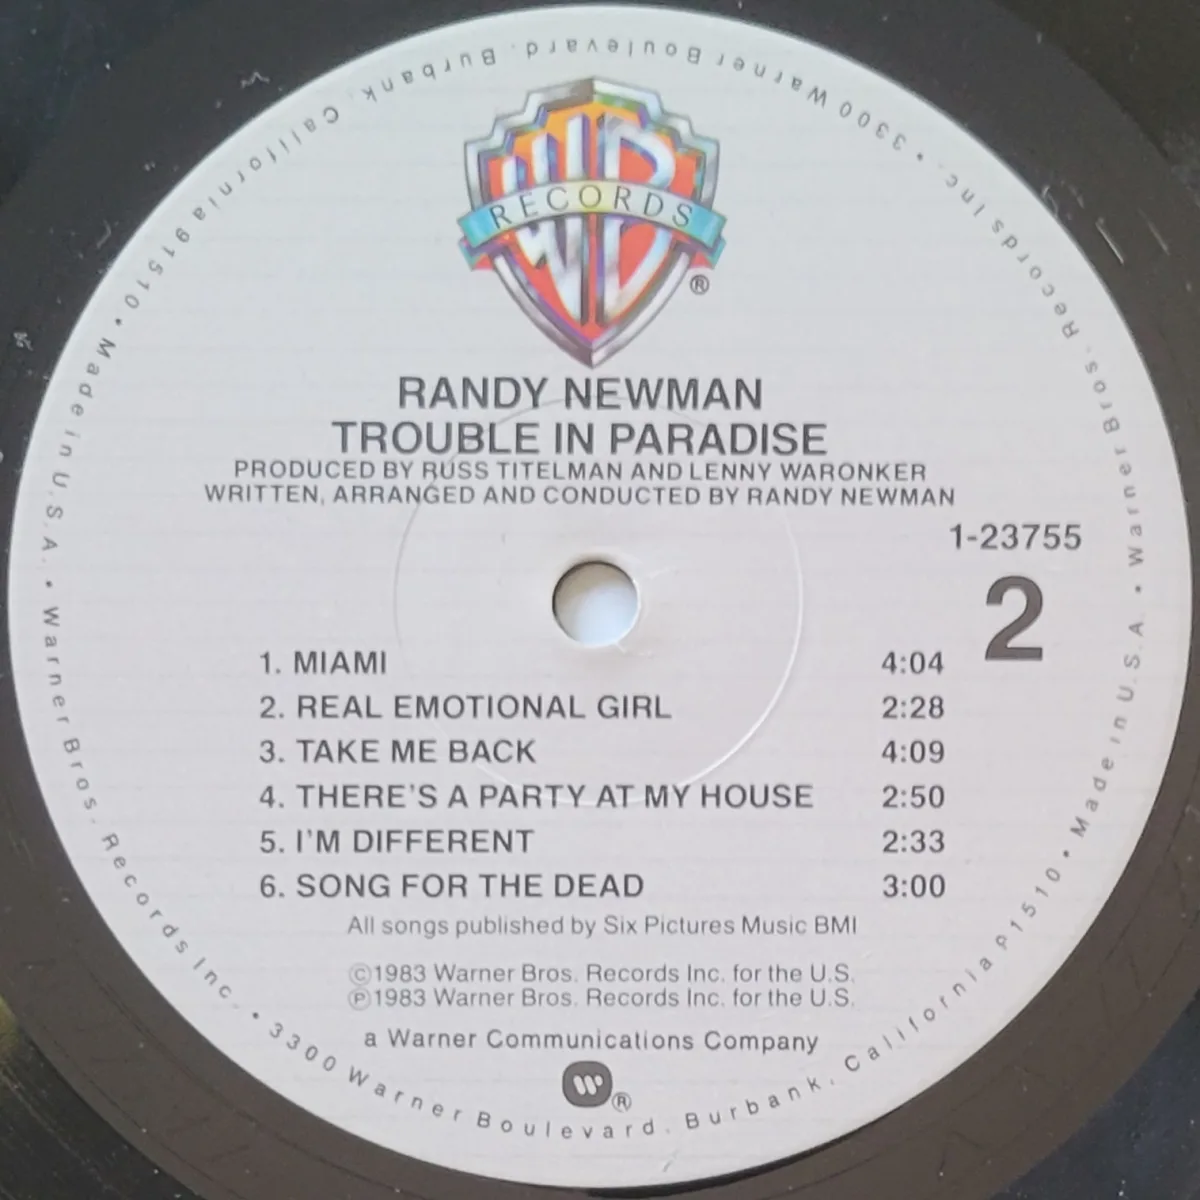 WB
RECORDS
®
RANDY NEWMAN
TROUBLE IN PARADISE
PRODUCED BY RUSS TITELMAN AND LENNY WARONKER
WRITTEN, ARRANGED AND CONDUCTED BY RANDY NEWMAN
1-23755
2
1. MIAMI 4:04
2. REAL EMOTIONAL GIRL 2:28
3. TAKE ME BACK 4:09
4. THERE'S A PARTY AT MY HOUSE 2:50
5. I'M DIFFERENT 2:33
6. SONG FOR THE DEAD 3:00
All songs published by Six Pictures Music BMI
©1983 Warner Bros. Records Inc. for the U.S.
℗1983 Warner Bros. Records Inc. for the U.S.
a Warner Communications Company
W®
Warner Bros. Records Inc. • 3300 Warner Boulevard. Burbank. California 91510 • Made in U.S.A. • Warner Bros. Records Inc. • 3300 Warner Boulevard. Burbank. California 91510 • Made in U.S.A. •